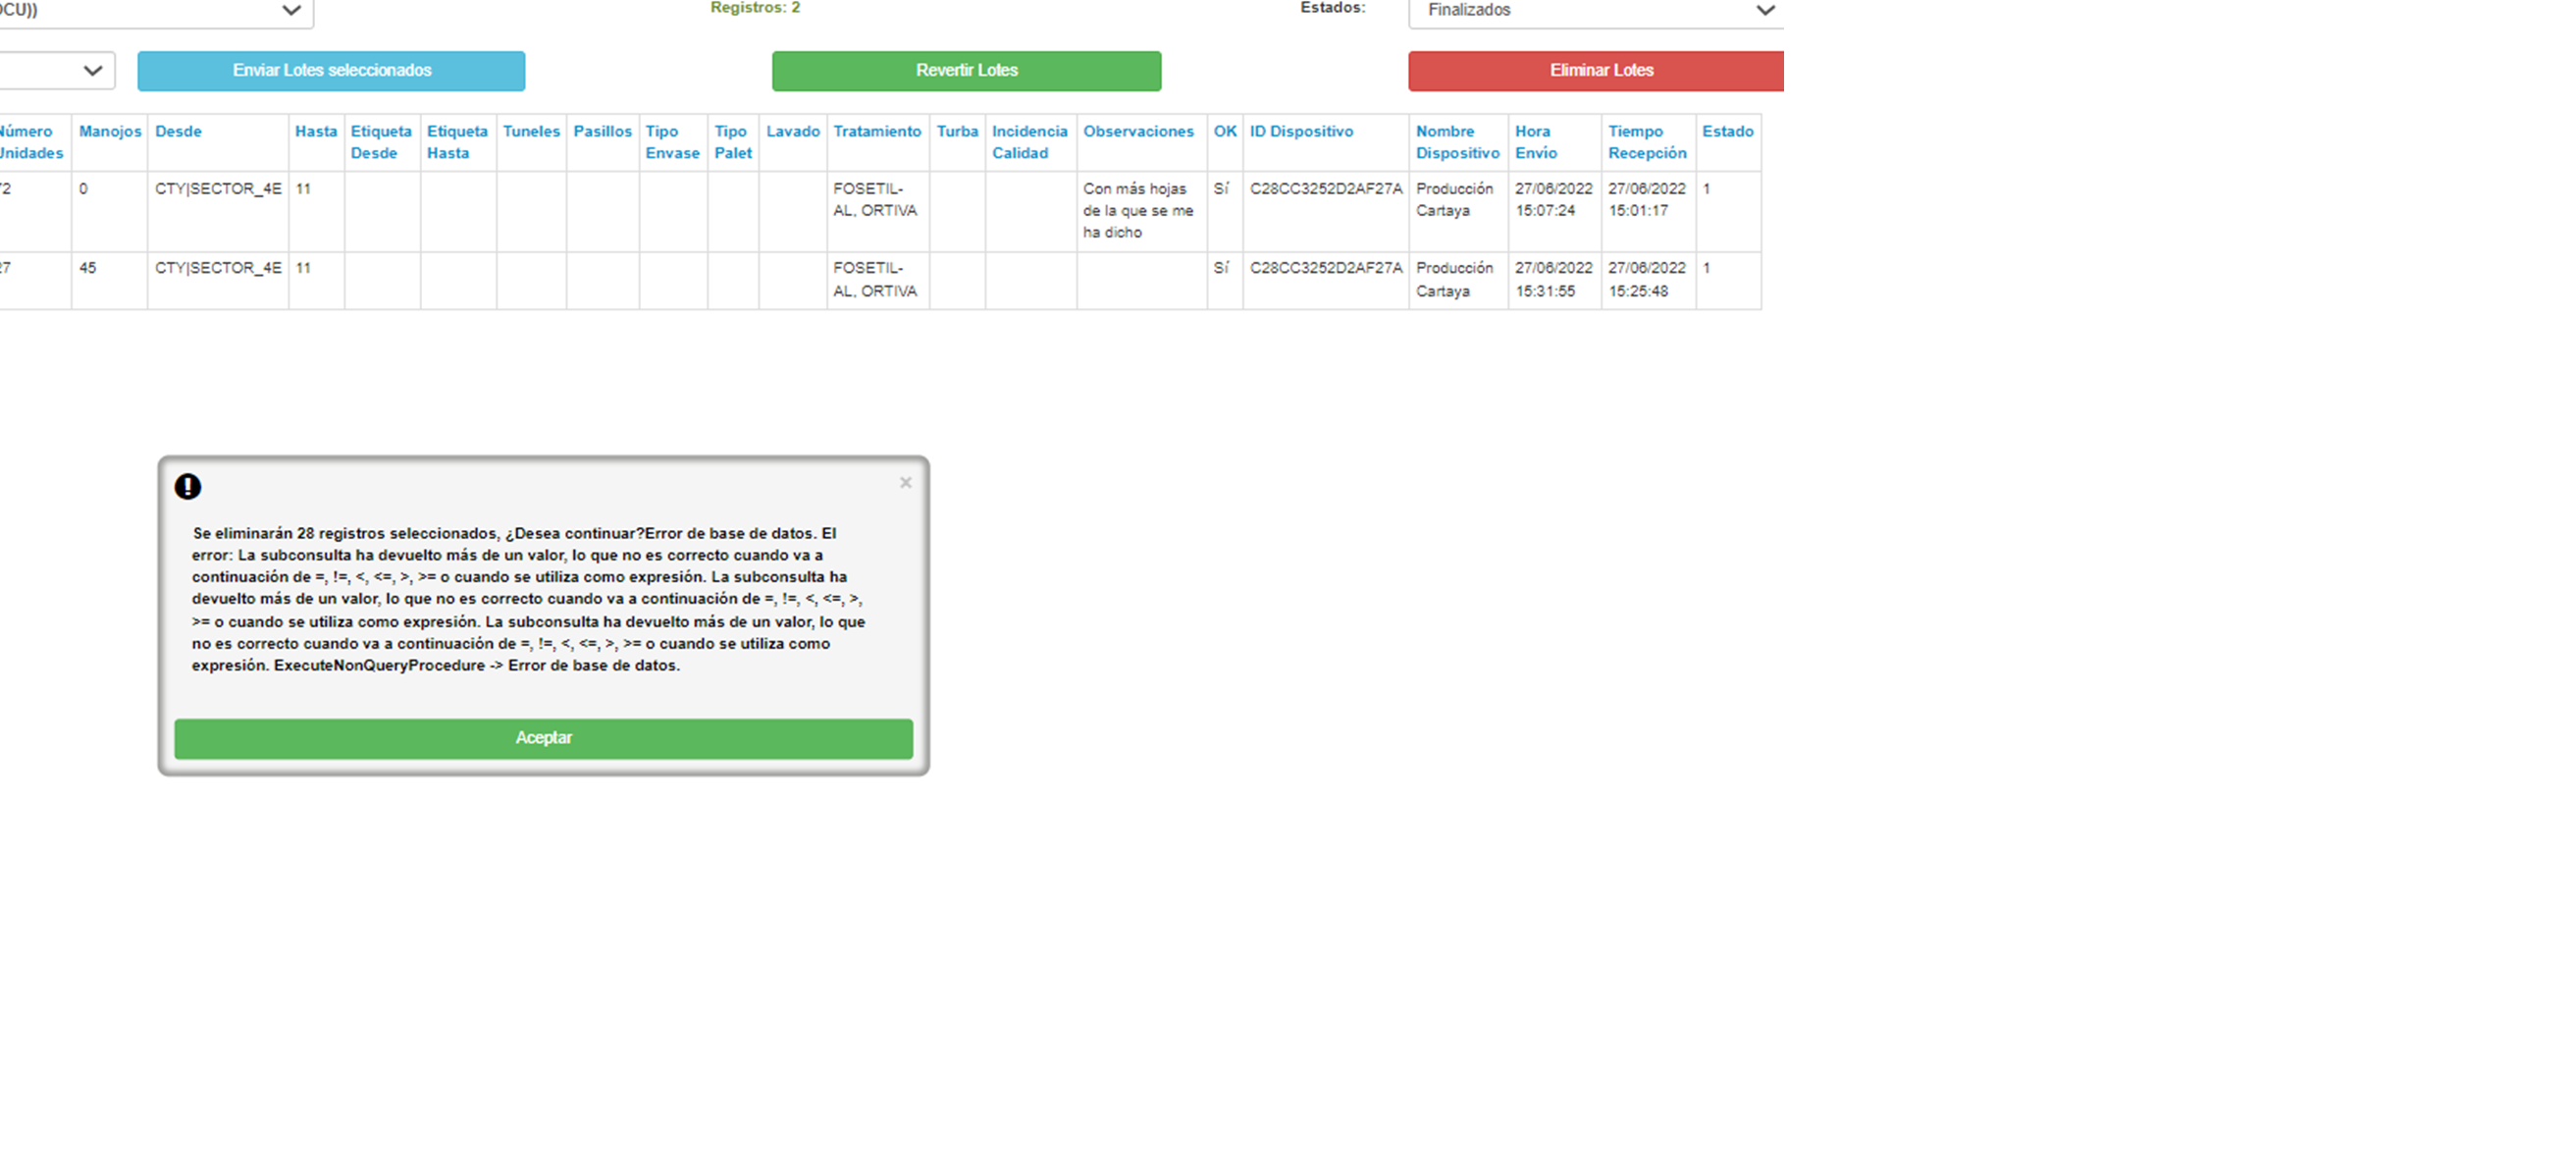 OCU)) Registros: 2 Estados: Finalizados
Enviar Lotes seleccionados Revertir Lotes Eliminar Lotes
Número Manojos Desde Hasta Etiqueta Etiqueta Tuneles Pasillos Tipo Tipo Lavado Tratamiento Turba Incidencia Observaciones OK ID Dispositivo Nombre Hora Tiempo Estado
Unidades Desde Hasta Envase Palet Calidad Dispositivo Envío Recepción
72 0 CTY|SECTOR_4E 11 FOSETIL- Con más hojas Sí C28CC3252D2AF27A Producción 27/06/2022 27/06/2022 1
AL, ORTIVA de la que se me Cartaya 15:07:24 15:01:17
ha dicho
27 45 CTY|SECTOR_4E 11 FOSETIL- Sí C28CC3252D2AF27A Producción 27/06/2022 27/06/2022 1
AL, ORTIVA Cartaya 15:31:55 15:25:48
×
Se eliminarán 28 registros seleccionados, ¿Desea continuar?Error de base de datos. El
error: La subconsulta ha devuelto más de un valor, lo que no es correcto cuando va a
continuación de =, !=, <, <=, >, >= o cuando se utiliza como expresión. La subconsulta ha
devuelto más de un valor, lo que no es correcto cuando va a continuación de =, !=, <, <=, >,
>= o cuando se utiliza como expresión. La subconsulta ha devuelto más de un valor, lo que
no es correcto cuando va a continuación de =, !=, <, <=, >, >= o cuando se utiliza como
expresión. ExecuteNonQueryProcedure -> Error de base de datos.
Aceptar